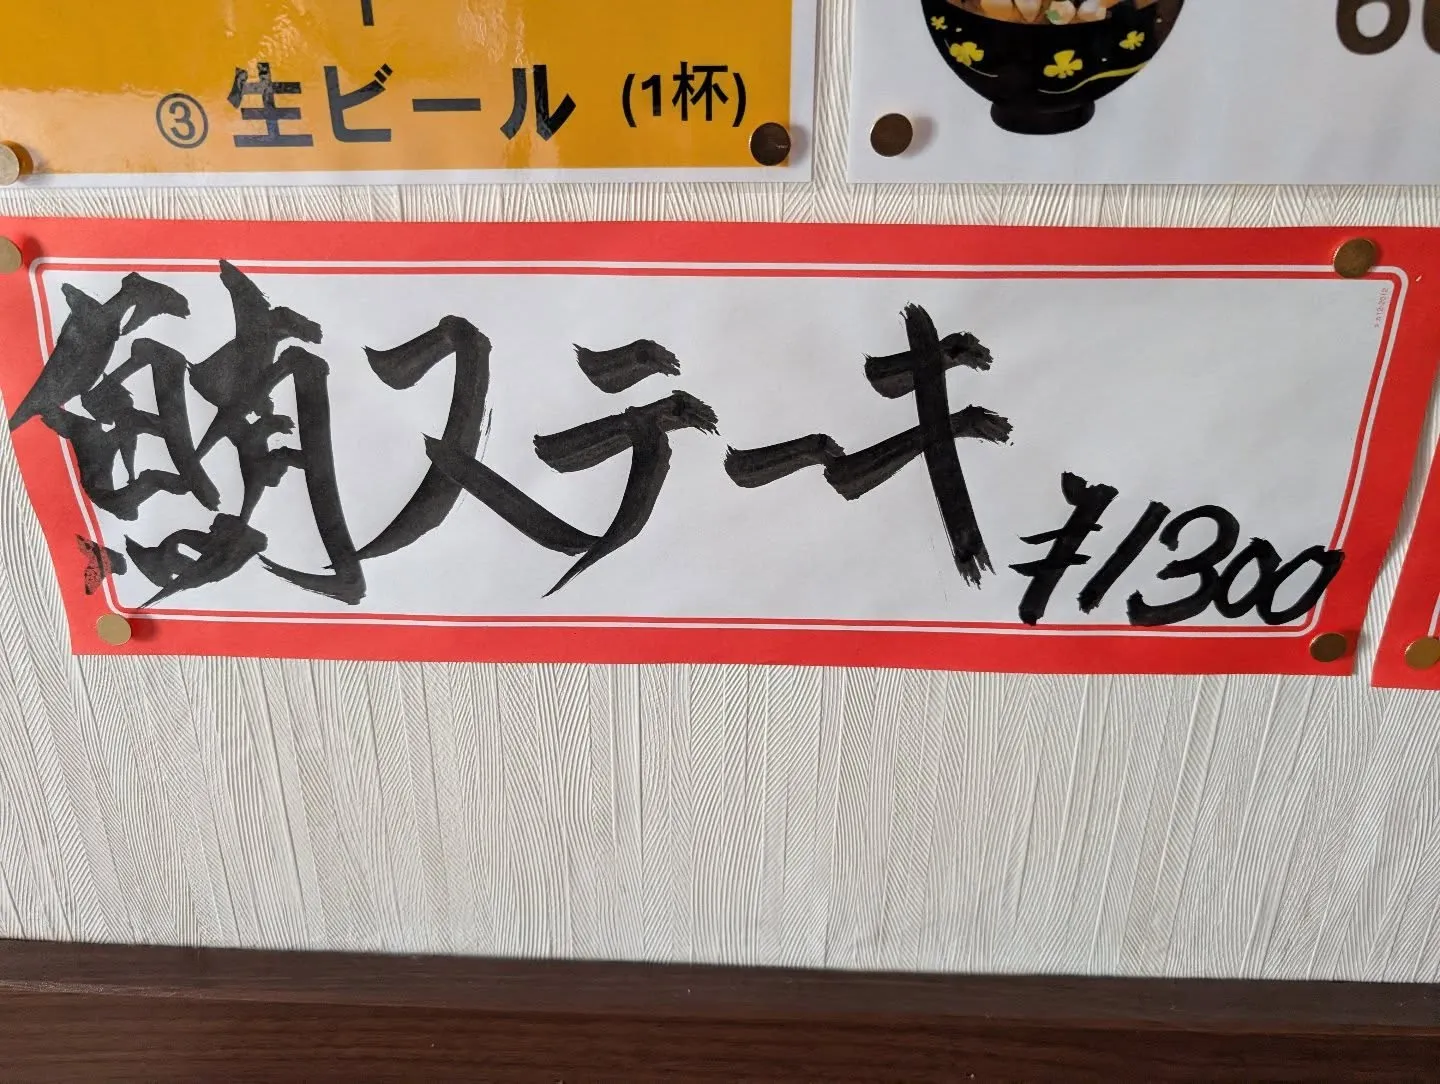 ③ 生ビール (1杯)
鮪ステーキ ¥1300